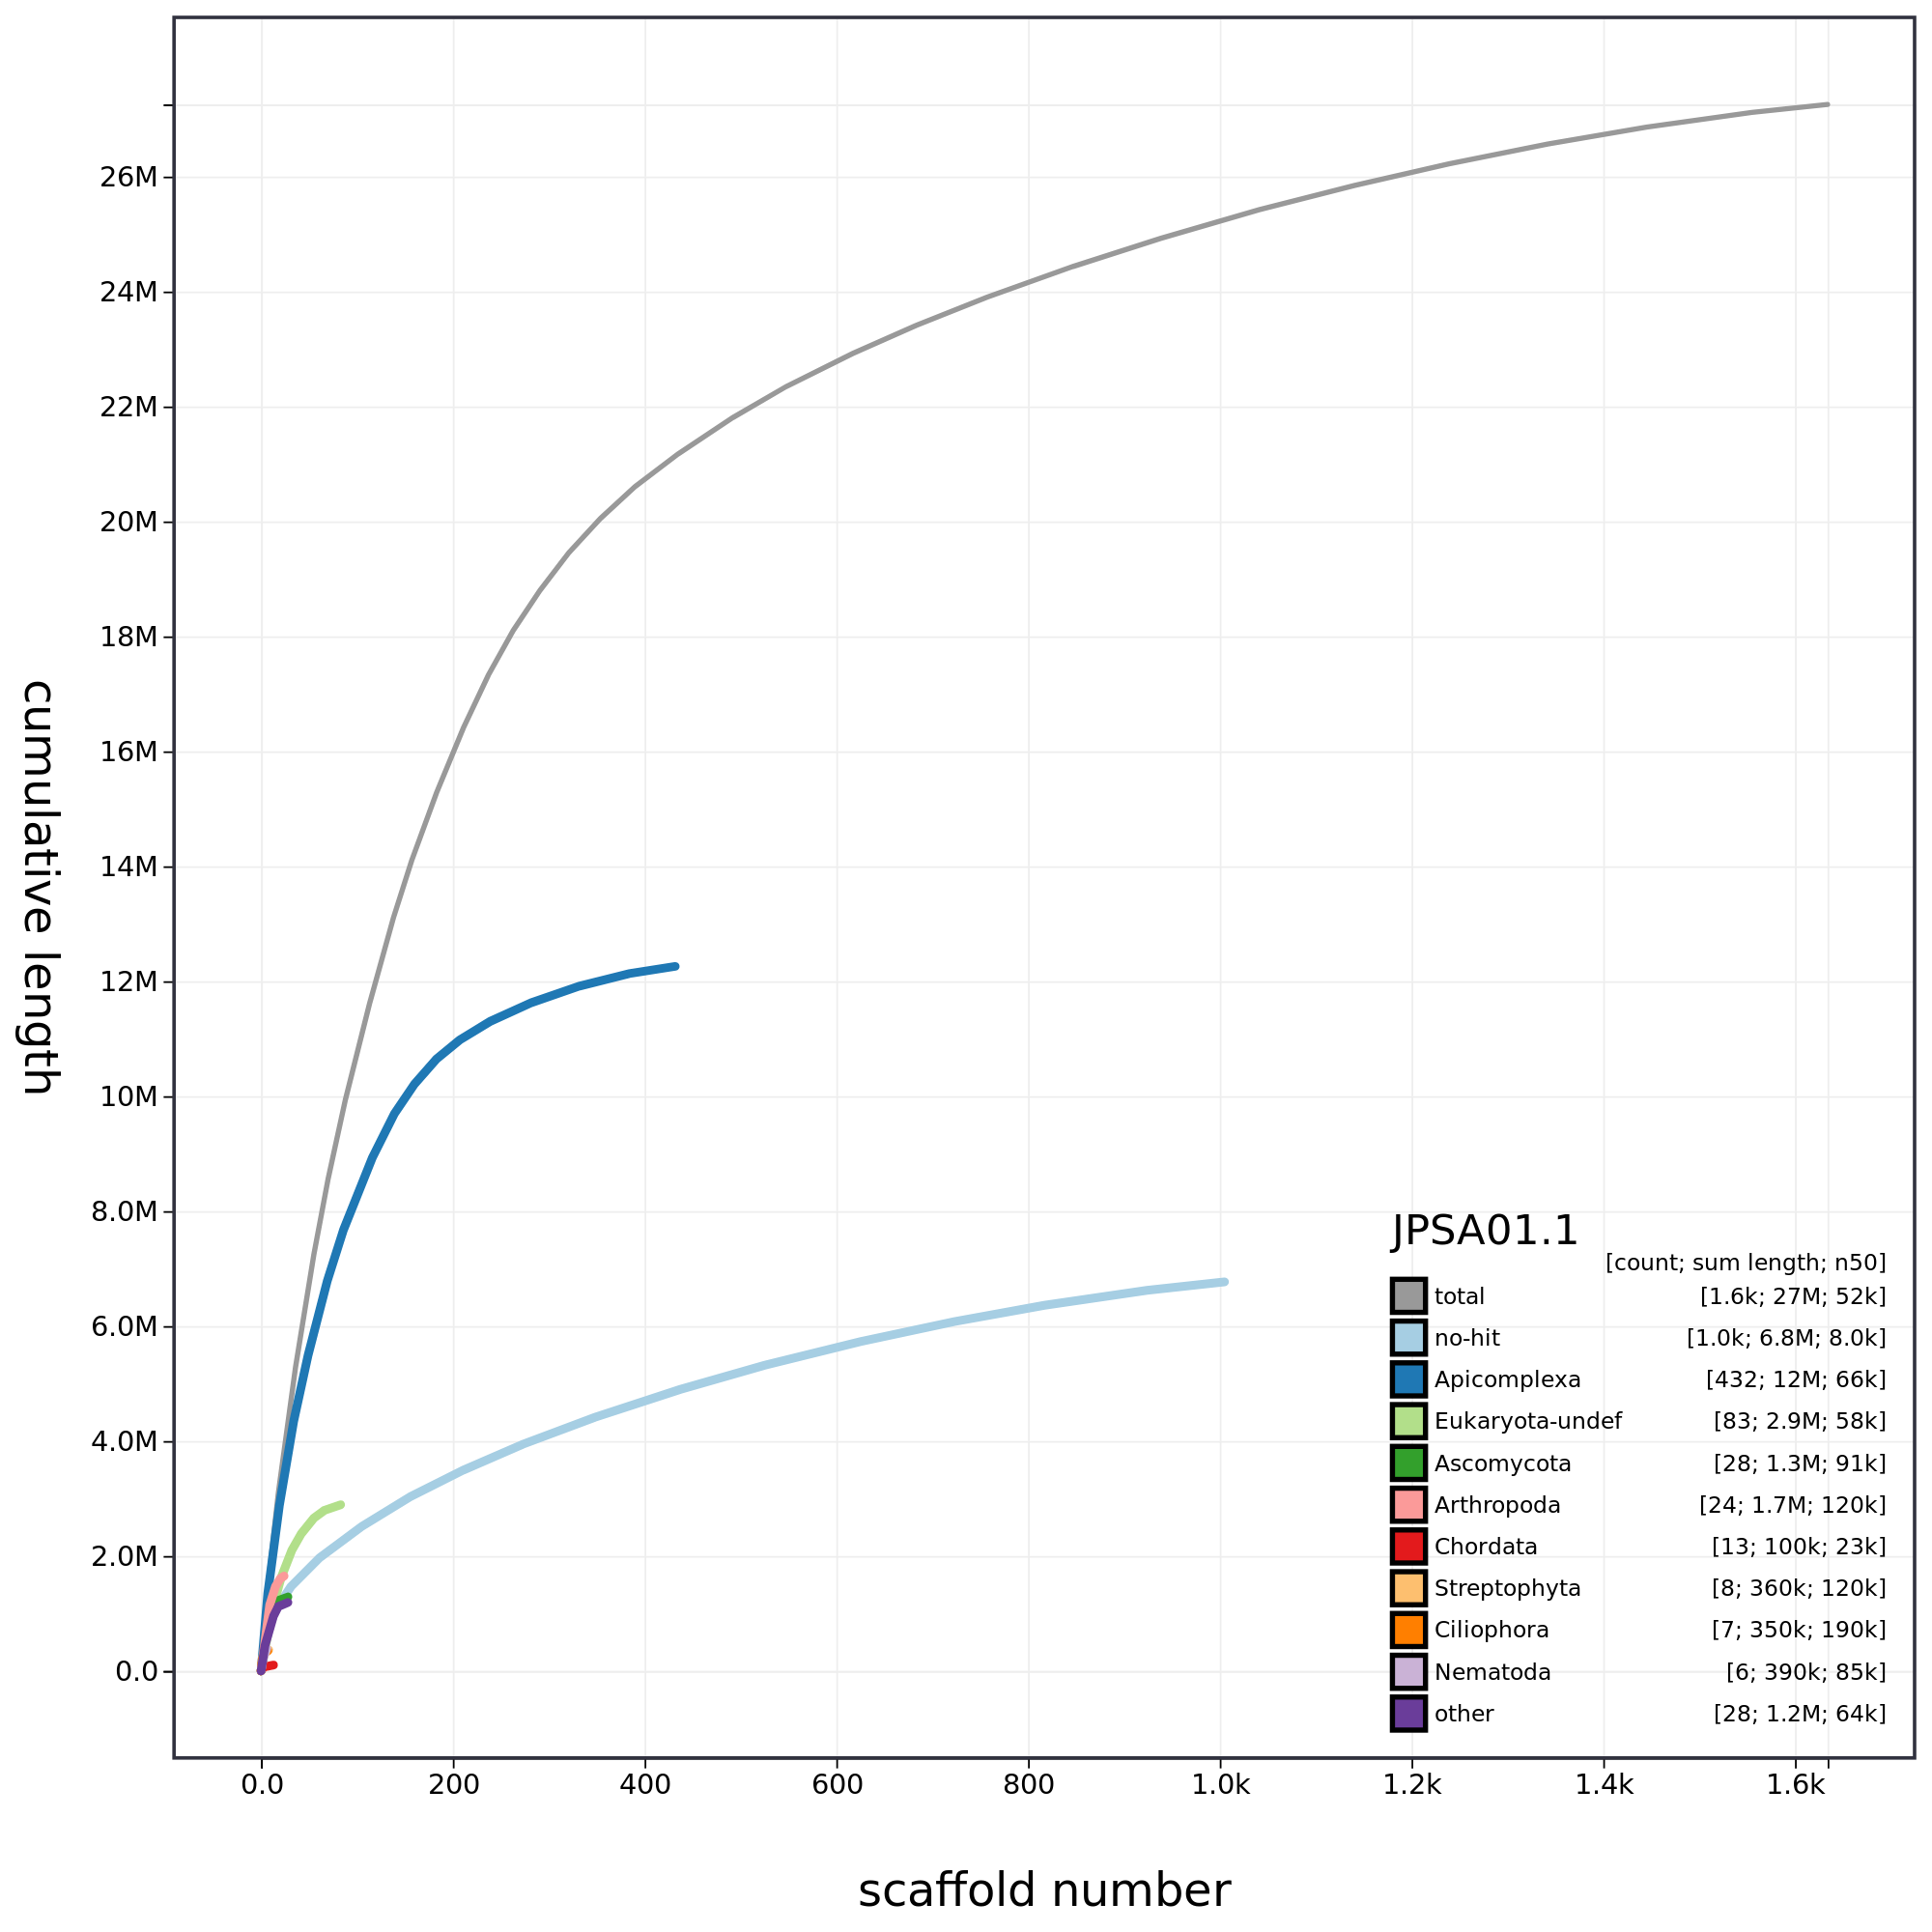 cumulative length
26M
24M
22M
20M
18M
16M
14M
12M
10M
8.0M
6.0M
4.0M
2.0M
0.0
JPSA01.1
[count; sum length; n50]
total [1.6k; 27M; 52k]
no-hit [1.0k; 6.8M; 8.0k]
Apicomplexa [432; 12M; 66k]
Eukaryota-undef [83; 2.9M; 58k]
Ascomycota [28; 1.3M; 91k]
Arthropoda [24; 1.7M; 120k]
Chordata [13; 100k; 23k]
Streptophyta [8; 360k; 120k]
Ciliophora [7; 350k; 190k]
Nematoda [6; 390k; 85k]
other [28; 1.2M; 64k]
0.0 200 400 600 800 1.0k 1.2k 1.4k 1.6k
scaffold number